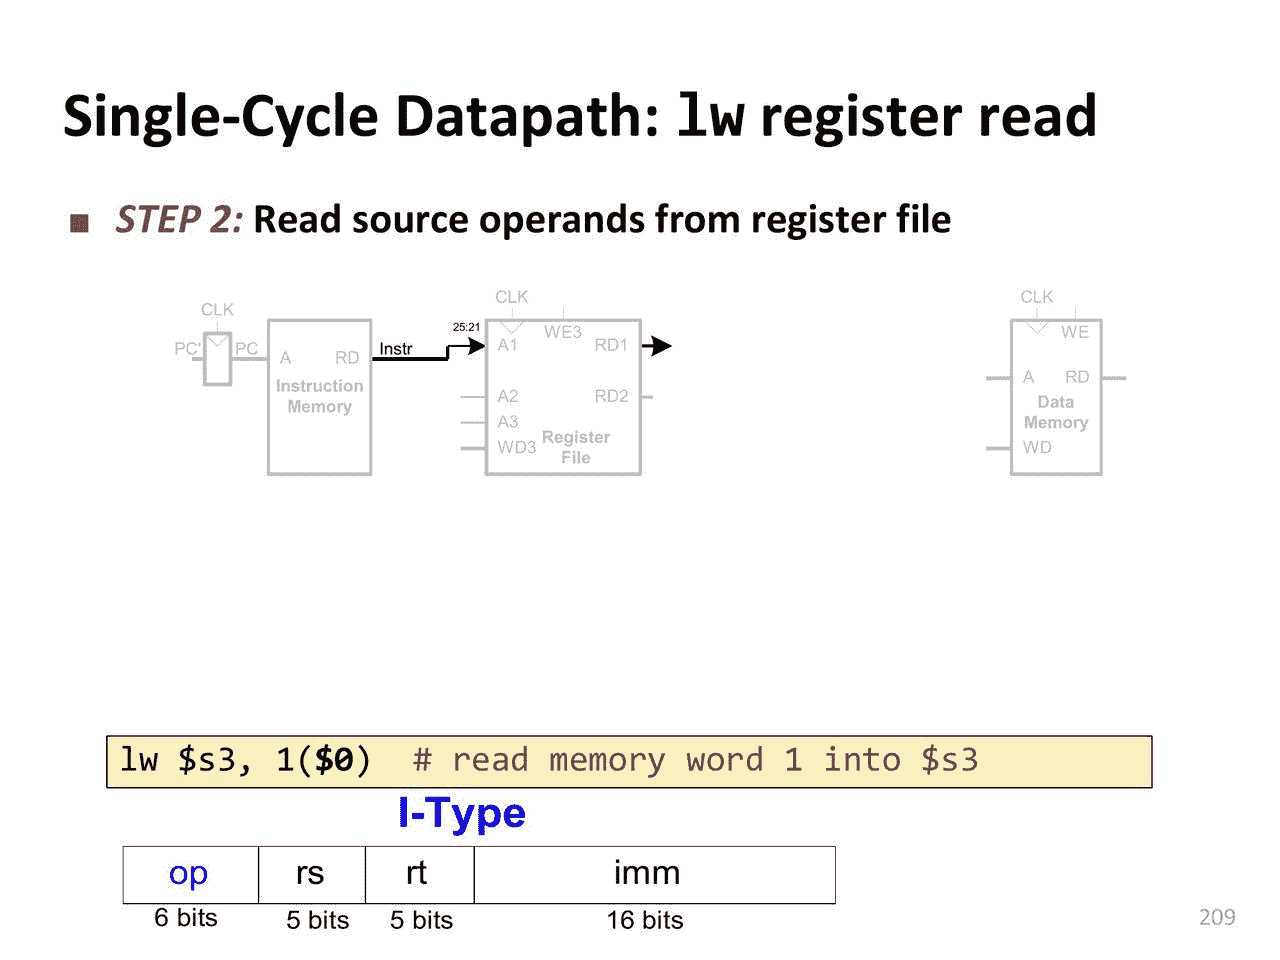 Single-Cycle Datapath: lw register read
■ STEP 2: Read source operands from register file
CLK
CLK
CLK
PC'
PC
A
RD
Instruction
Memory
Instr
25:21
A1
WE3
RD1
A2
RD2
A3
WD3
Register
File
WE
A
RD
Data
Memory
WD
lw $s3, 1($0) # read memory word 1 into $s3
I-Type
op rs rt imm
6 bits 5 bits 5 bits 16 bits
209